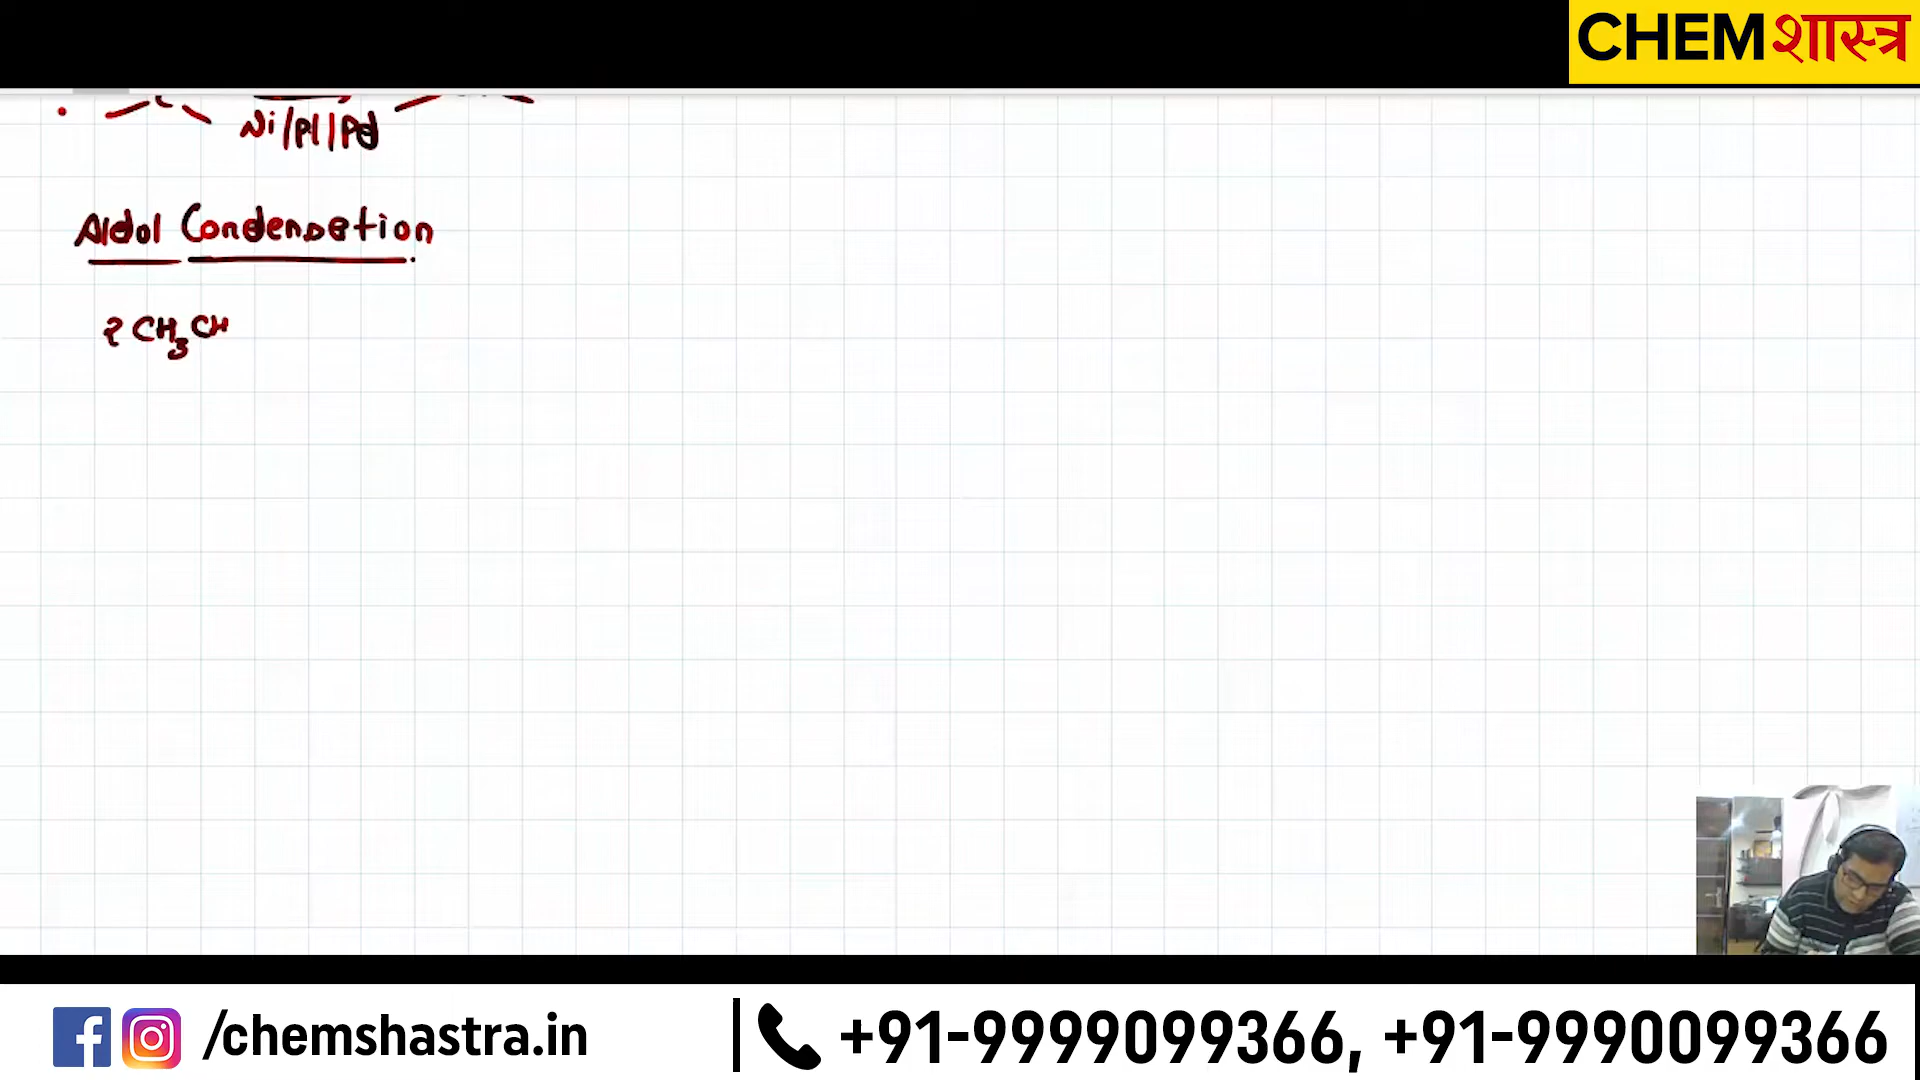 CHEMशास्त्र
Ni/Pt/Pd
Aldol Condensation
2 CH3CH
/chemshastra.in
+91-9999099366, +91-9990099366